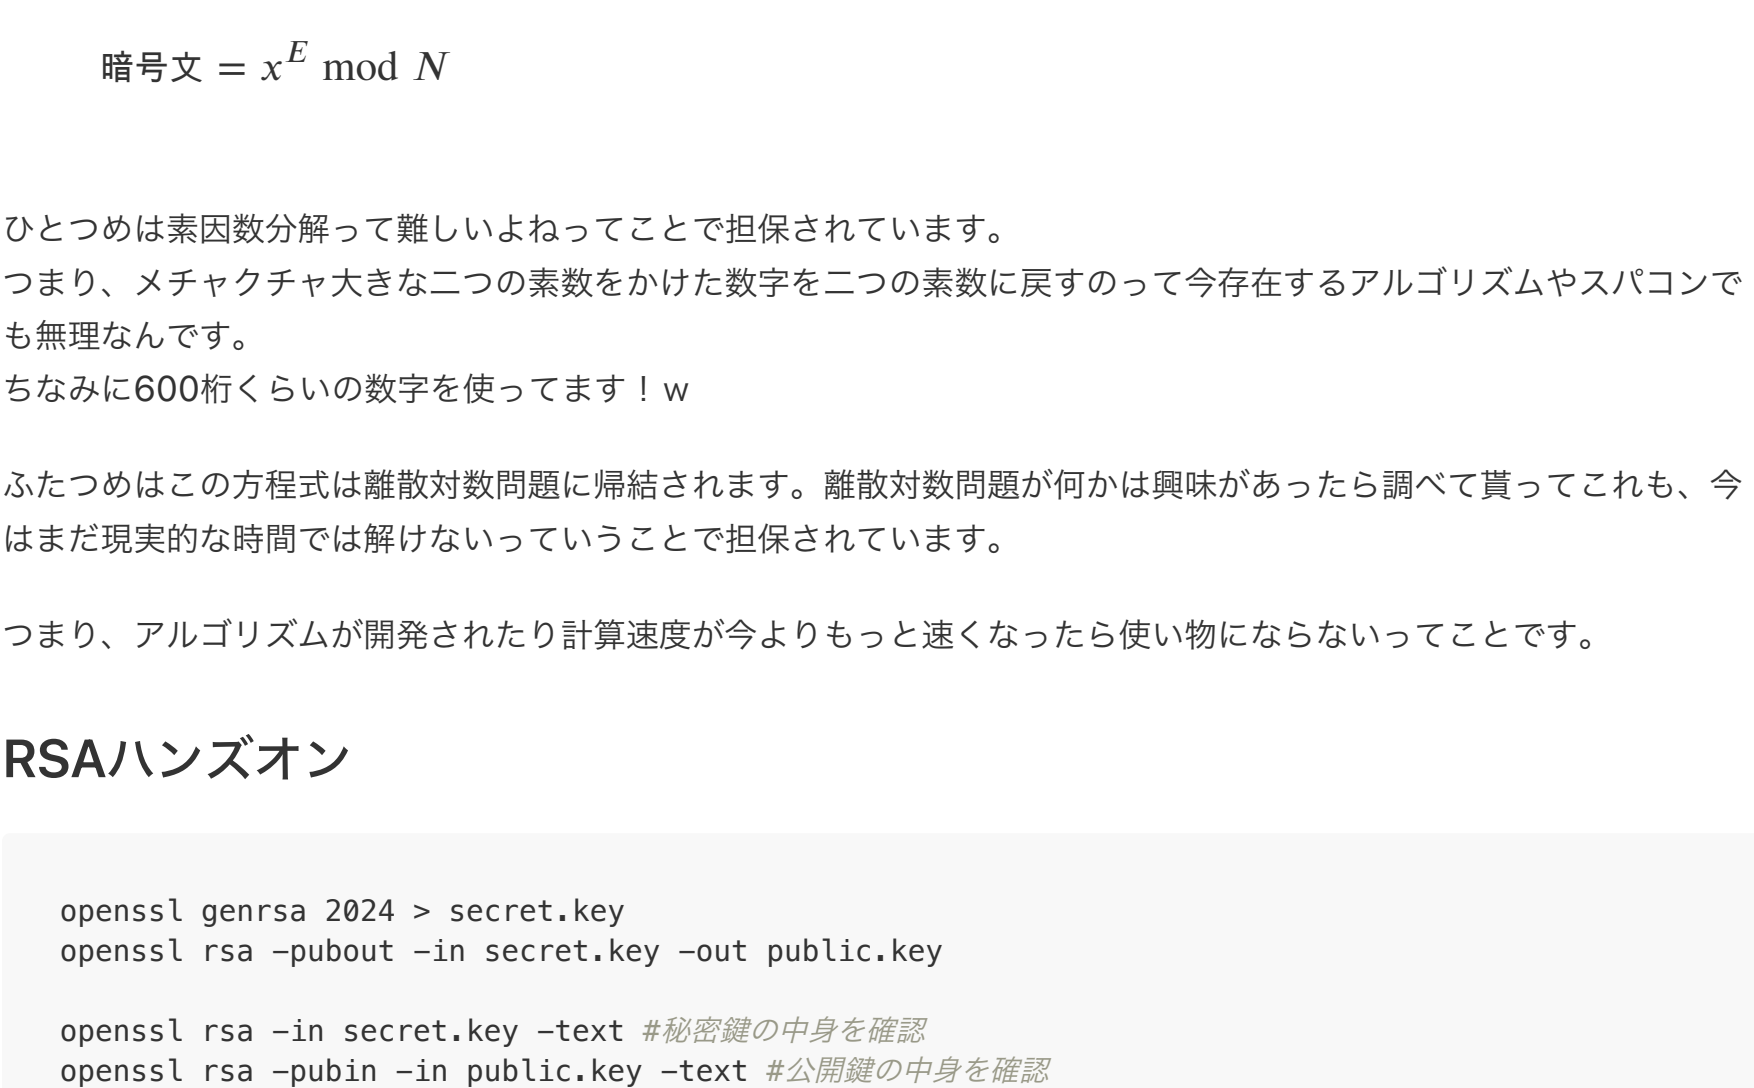 暗号文 = x^E mod N
ひとつめは素因数分解って難しいよねってことで担保されています。
つまり、メチャクチャ大きな二つの素数をかけた数字を二つの素数に戻すのって今存在するアルゴリズムやスパコンで
も無理なんです。
ちなみに600桁くらいの数字を使ってます！w
ふたつめはこの方程式は離散対数問題に帰結されます。離散対数問題が何かは興味があったら調べて貰ってこれも、今
はまだ現実的な時間では解けないっていうことで担保されています。
つまり、アルゴリズムが開発されたり計算速度が今よりもっと速くなったら使い物にならないってことです。
RSAハンズオン
openssl genrsa 2024 > secret.key
openssl rsa -pubout -in secret.key -out public.key
openssl rsa -in secret.key -text #秘密鍵の中身を確認
openssl rsa -pubin -in public.key -text #公開鍵の中身を確認